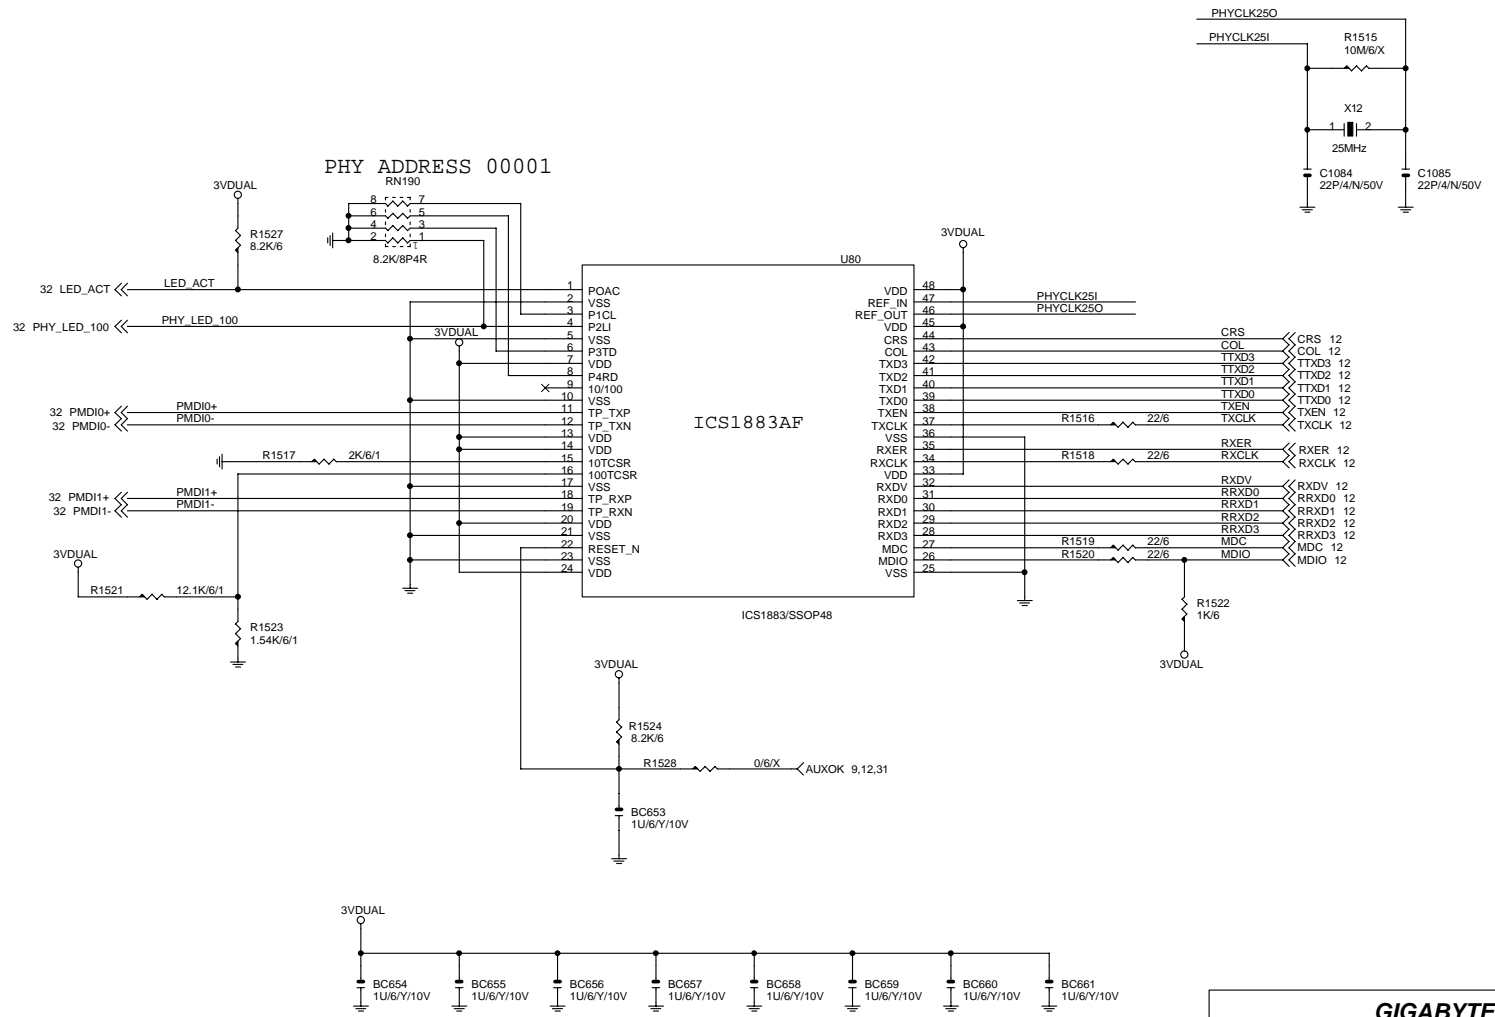 PHYCLK25O
PHYCLK25I
R1515
10M/6/X
X12
1 2
25MHz
C1084
22P/4/N/50V
C1085
22P/4/N/50V
PHY ADDRESS 00001
RN190
8 7
6 5
4 3
2 1
8.2K/8P4R
3VDUAL
R1527
8.2K/6
32 LED_ACT
LED_ACT
32 PHY_LED_100
PHY_LED_100
3VDUAL
32 PMDI0+
PMDI0+
32 PMDI0-
PMDI0-
R1517
2K/6/1
32 PMDI1+
PMDI1+
32 PMDI1-
PMDI1-
3VDUAL
R1521
12.1K/6/1
R1523
1.54K/6/1
U80
1 POAC
2 VSS
3 P1CL
4 P2LI
5 VSS
6 P3TD
7 VDD
8 P4RD
9 10/100
10 VSS
11 TP_TXP
12 TP_TXN
13 VDD
14 VDD
15 10TCSR
16 100TCSR
17 VSS
18 TP_RXP
19 TP_RXN
20 VDD
21 VSS
22 RESET_N
23 VSS
24 VDD
ICS1883AF
VDD 48
REF_IN 47
REF_OUT 46
VDD 45
CRS 44
COL 43
TXD3 42
TXD2 41
TXD1 40
TXD0 39
TXEN 38
TXCLK 37
VSS 36
RXER 35
RXCLK 34
VDD 33
RXDV 32
RXD0 31
RXD1 30
RXD2 29
RXD3 28
MDC 27
MDIO 26
VSS 25
ICS1883/SSOP48
3VDUAL
PHYCLK25I
PHYCLK25O
CRS CRS 12
COL COL 12
TTXD3 TTXD3 12
TTXD2 TTXD2 12
TTXD1 TTXD1 12
TTXD0 TTXD0 12
TXEN TXEN 12
R1516 22/6 TXCLK TXCLK 12
RXER RXER 12
R1518 22/6 RXCLK RXCLK 12
RXDV RXDV 12
RRXD0 RRXD0 12
RRXD1 RRXD1 12
RRXD2 RRXD2 12
RRXD3 RRXD3 12
R1519 22/6 MDC MDC 12
R1520 22/6 MDIO MDIO 12
R1522
1K/6
3VDUAL
3VDUAL
R1524
8.2K/6
R1528
0/6/X
AUXOK 9,12,31
BC653
1U/6/Y/10V
3VDUAL
BC654
1U/6/Y/10V
BC655
1U/6/Y/10V
BC656
1U/6/Y/10V
BC657
1U/6/Y/10V
BC658
1U/6/Y/10V
BC659
1U/6/Y/10V
BC660
1U/6/Y/10V
BC661
1U/6/Y/10V
GIGABYTE